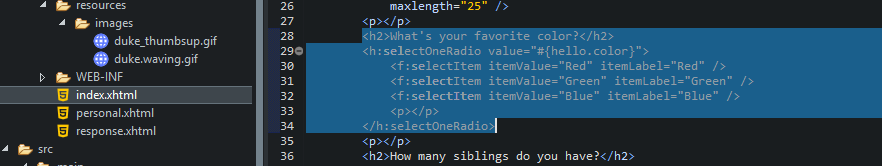 resources
images
duke_thumbsup.gif
duke.waving.gif
WEB-INF
index.xhtml
personal.xhtml
response.xhtml
src
main
26 maxlength="25" />
27 <p></p>
28 <h2>What's your favorite color?</h2>
29 <h:selectOneRadio value="#{hello.color}">
30 <f:selectItem itemValue="Red" itemLabel="Red" />
31 <f:selectItem itemValue="Green" itemLabel="Green" />
32 <f:selectItem itemValue="Blue" itemLabel="Blue" />
33 <p></p>
34 </h:selectOneRadio>
35 <p></p>
36 <h2>How many siblings do you have?</h2>